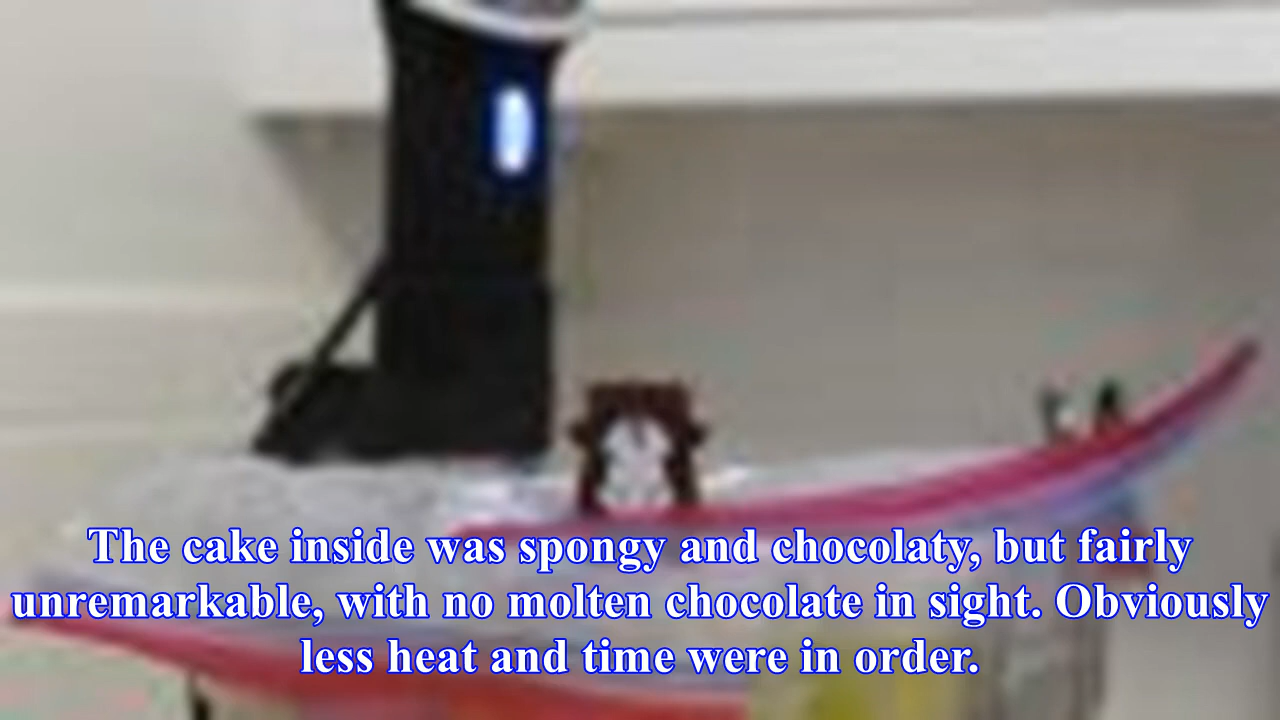 The cake inside was spongy and chocolaty, but fairly
unremarkable, with no molten chocolate in sight. Obviously
less heat and time were in order.